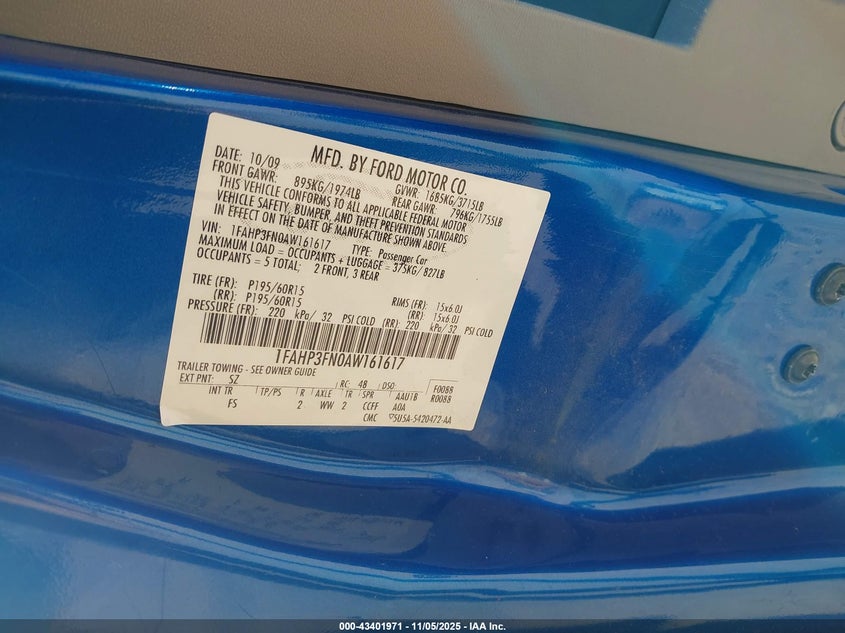 MFD. BY FORD MOTOR CO.
DATE: 10/09 GVWR: 1685KG/3715LB
FRONT GAWR: 895KG/1974LB REAR GAWR: 796KG/1755LB
THIS VEHICLE CONFORMS TO ALL APPLICABLE FEDERAL MOTOR
VEHICLE SAFETY, BUMPER, AND THEFT PREVENTION STANDARDS
IN EFFECT ON THE DATE OF MANUFACTURE SHOWN ABOVE.
VIN: 1FAHP3FN0AW161617 TYPE: Passenger Car
MAXIMUM LOAD = OCCUPANTS + LUGGAGE = 375KG/827LB
OCCUPANTS = 5 TOTAL; 2 FRONT, 3 REAR
TIRE (FR): P195/60R15 RIMS (FR): 15x6.0J
(RR): P195/60R15 (RR): 15x6.0J
PRESSURE (FR): 220 kPa/ 32 PSI COLD (RR): 220 kPa/ 32 PSI COLD
1FAHP3FN0AW161617
TRAILER TOWING - SEE OWNER GUIDE
EXT PNT: SZ RC: 4B DSO: F0088
R0088
INT TR TP/PS R AXLE TR SPR AAU1B
FS 2 WW 2 CCFF A0A
CMC 5U5A-5420472-AA
000-43401971 - 11/05/2025 - IAA Inc.